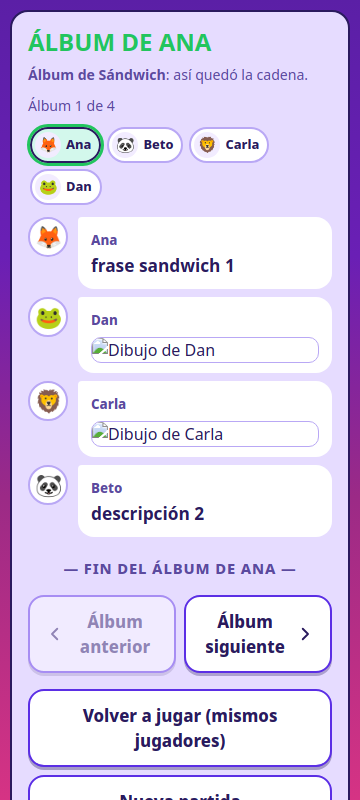 ÁLBUM DE ANA
Álbum de Sándwich: así quedó la cadena.
Álbum 1 de 4
Ana
Beto
Carla
Dan
Ana
frase sandwich 1
Dan
Dibujo de Dan
Carla
Dibujo de Carla
Beto
descripción 2
— FIN DEL ÁLBUM DE ANA —
Álbum
anterior
Álbum
siguiente
Volver a jugar (mismos
jugadores)
Nueva partida